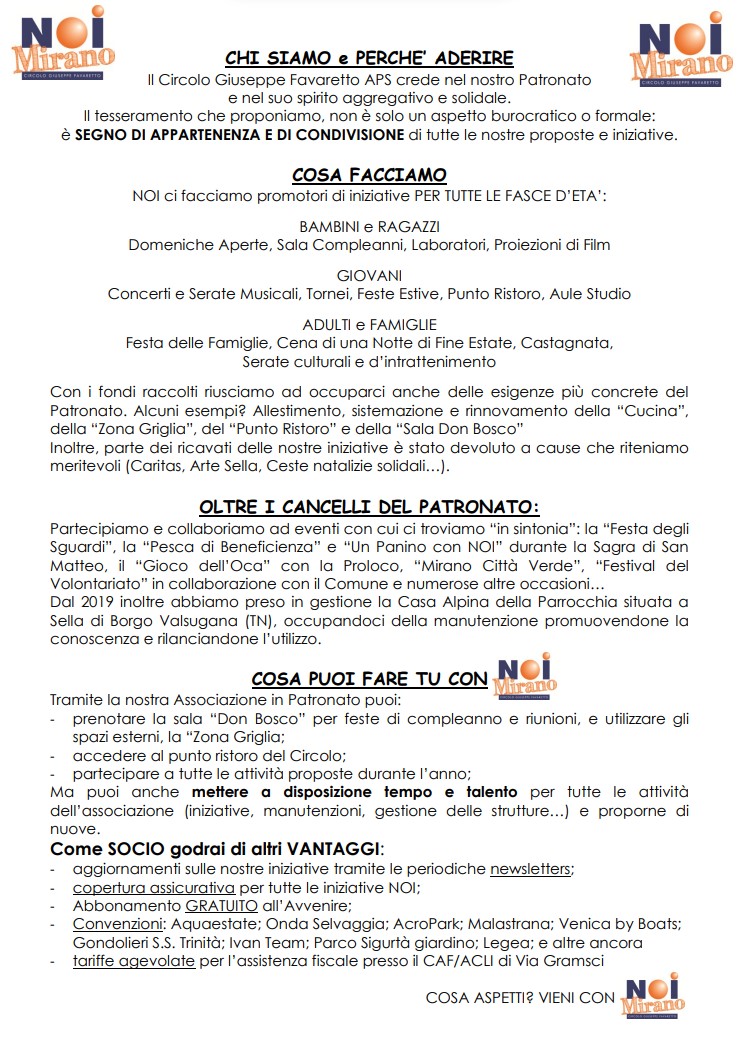 NOI
Mirano
CIRCOLO GIUSEPPE FAVARETTO
NOI
Mirano
CIRCOLO GIUSEPPE FAVARETTO
CHI SIAMO e PERCHE’ ADERIRE
Il Circolo Giuseppe Favaretto APS crede nel nostro Patronato
e nel suo spirito aggregativo e solidale.
Il tesseramento che proponiamo, non è solo un aspetto burocratico o formale:
è SEGNO DI APPARTENENZA E DI CONDIVISIONE di tutte le nostre proposte e iniziative.
COSA FACCIAMO
NOI ci facciamo promotori di iniziative PER TUTTE LE FASCE D’ETA’:
BAMBINI e RAGAZZI
Domeniche Aperte, Sala Compleanni, Laboratori, Proiezioni di Film
GIOVANI
Concerti e Serate Musicali, Tornei, Feste Estive, Punto Ristoro, Aule Studio
ADULTI e FAMIGLIE
Festa delle Famiglie, Cena di una Notte di Fine Estate, Castagnata,
Serate culturali e d’intrattenimento
Con i fondi raccolti riusciamo ad occuparci anche delle esigenze più concrete del
Patronato. Alcuni esempi? Allestimento, sistemazione e rinnovamento della “Cucina”,
della “Zona Griglia”, del “Punto Ristoro” e della “Sala Don Bosco”
Inoltre, parte dei ricavati delle nostre iniziative è stato devoluto a cause che riteniamo
meritevoli (Caritas, Arte Sella, Ceste natalizie solidali…).
OLTRE I CANCELLI DEL PATRONATO:
Partecipiamo e collaboriamo ad eventi con cui ci troviamo “in sintonia”: la “Festa degli
Sguardi”, la “Pesca di Beneficienza” e “Un Panino con NOI” durante la Sagra di San
Matteo, il “Gioco dell’Oca” con la Proloco, “Mirano Città Verde”, “Festival del
Volontariato” in collaborazione con il Comune e numerose altre occasioni…
Dal 2019 inoltre abbiamo preso in gestione la Casa Alpina della Parrocchia situata a
Sella di Borgo Valsugana (TN), occupandoci della manutenzione promuovendone la
conoscenza e rilanciandone l’utilizzo.
COSA PUOI FARE TU CON NOI Mirano
Tramite la nostra Associazione in Patronato puoi:
- prenotare la sala “Don Bosco” per feste di compleanno e riunioni, e utilizzare gli
spazi esterni, la “Zona Griglia;
- accedere al punto ristoro del Circolo;
- partecipare a tutte le attività proposte durante l’anno;
Ma puoi anche mettere a disposizione tempo e talento per tutte le attività
dell’associazione (iniziative, manutenzioni, gestione delle strutture…) e proporne di
nuove.
Come SOCIO godrai di altri VANTAGGI:
- aggiornamenti sulle nostre iniziative tramite le periodiche newsletters;
- copertura assicurativa per tutte le iniziative NOI;
- Abbonamento GRATUITO all’Avvenire;
- Convenzioni: Aquaestate; Onda Selvaggia; AcroPark; Malastrana; Venica by Boats;
Gondolieri S.S. Trinità; Ivan Team; Parco Sigurtà giardino; Legea; e altre ancora
- tariffe agevolate per l’assistenza fiscale presso il CAF/ACLI di Via Gramsci
COSA ASPETTI? VIENI CON NOI Mirano